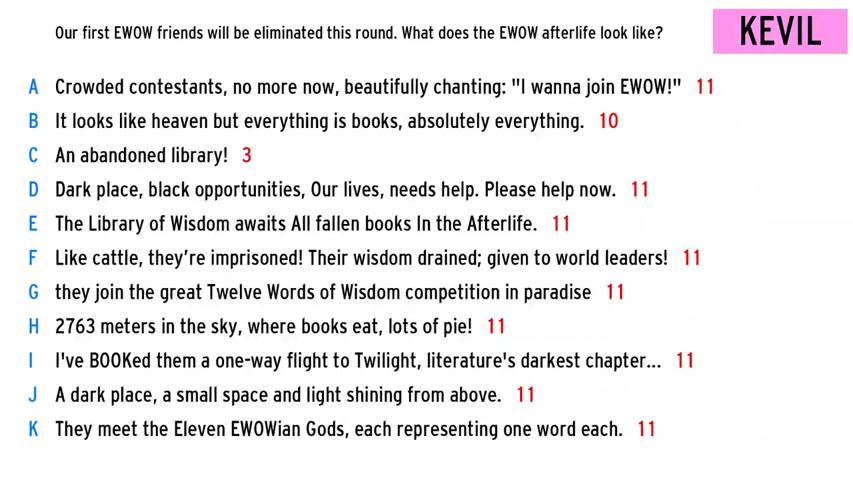 Our first EWOW friends will be eliminated this round. What does the EWOW afterlife look like?
KEVIL
A Crowded contestants, no more now, beautifully chanting: "I wanna join EWOW!" 11
B It looks like heaven but everything is books, absolutely everything. 10
C An abandoned library! 3
D Dark place, black opportunities, Our lives, needs help. Please help now. 11
E The Library of Wisdom awaits All fallen books In the Afterlife. 11
F Like cattle, they’re imprisoned! Their wisdom drained; given to world leaders! 11
G they join the great Twelve Words of Wisdom competition in paradise 11
H 2763 meters in the sky, where books eat, lots of pie! 11
I I've BOOKed them a one-way flight to Twilight, literature's darkest chapter... 11
J A dark place, a small space and light shining from above. 11
K They meet the Eleven EWOWian Gods, each representing one word each. 11